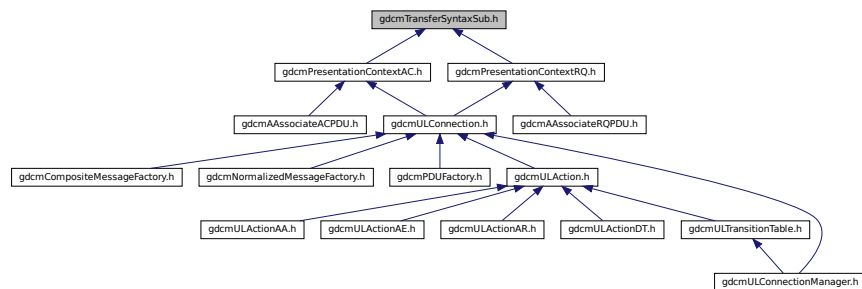 gdcmTransferSyntaxSub.h
gdcmPresentationContextAC.h
gdcmPresentationContextRQ.h
gdcmAAssociateACPDU.h
gdcmULConnection.h
gdcmAAssociateRQPDU.h
gdcmCompositeMessageFactory.h
gdcmNormalizedMessageFactory.h
gdcmPDUFactory.h
gdcmULAction.h
gdcmULActionAA.h
gdcmULActionAE.h
gdcmULActionAR.h
gdcmULActionDT.h
gdcmULTransitionTable.h
gdcmULConnectionManager.h